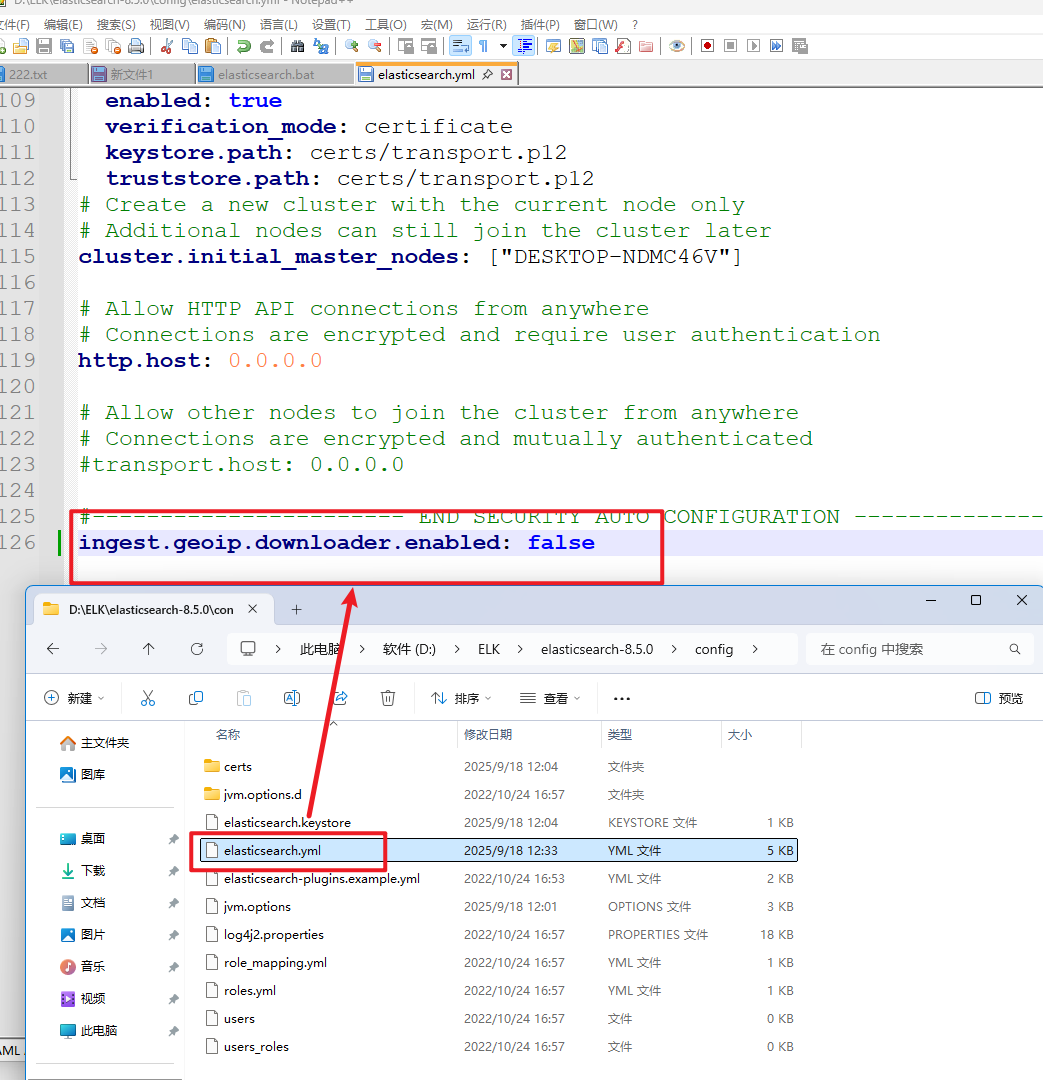 D:\ELK\elasticsearch-8.5.0\config\elasticsearch.yml - Notepad++
文件(F) 编辑(E) 搜索(S) 视图(V) 编码(N) 语言(L) 设置(T) 工具(O) 宏(M) 运行(R) 插件(P) 窗口(W) ?
222.txt 新文件1 elasticsearch.bat elasticsearch.yml
109 enabled: true
110 verification_mode: certificate
111 keystore.path: certs/transport.p12
112 truststore.path: certs/transport.p12
113 # Create a new cluster with the current node only
114 # Additional nodes can still join the cluster later
115 cluster.initial_master_nodes: ["DESKTOP-NDMC46V"]
116
117 # Allow HTTP API connections from anywhere
118 # Connections are encrypted and require user authentication
119 http.host: 0.0.0.0
120
121 # Allow other nodes to join the cluster from anywhere
122 # Connections are encrypted and mutually authenticated
123 #transport.host: 0.0.0.0
124
125 #----------------------- END SECURITY AUTO CONFIGURATION --------------
126 ingest.geoip.downloader.enabled: false
D:\ELK\elasticsearch-8.5.0\con
此电脑 > 软件 (D:) > ELK > elasticsearch-8.5.0 > config >
在 config 中搜索
新建 排序 查看 ... 预览
名称 修改日期 类型 大小
主文件夹
图库
桌面
下载
文档
图片
音乐
视频
此电脑
certs 2025/9/18 12:04 文件夹
jvm.options.d 2022/10/24 16:57 文件夹
elasticsearch.keystore 2025/9/18 12:04 KEYSTORE 文件 1 KB
elasticsearch.yml 2025/9/18 12:33 YML 文件 5 KB
elasticsearch-plugins.example.yml 2022/10/24 16:53 YML 文件 2 KB
jvm.options 2025/9/18 12:01 OPTIONS 文件 3 KB
log4j2.properties 2022/10/24 16:57 PROPERTIES 文件 18 KB
role_mapping.yml 2022/10/24 16:57 YML 文件 1 KB
roles.yml 2022/10/24 16:57 YML 文件 1 KB
users 2022/10/24 16:57 文件 0 KB
users_roles 2022/10/24 16:57 文件 0 KB
AML